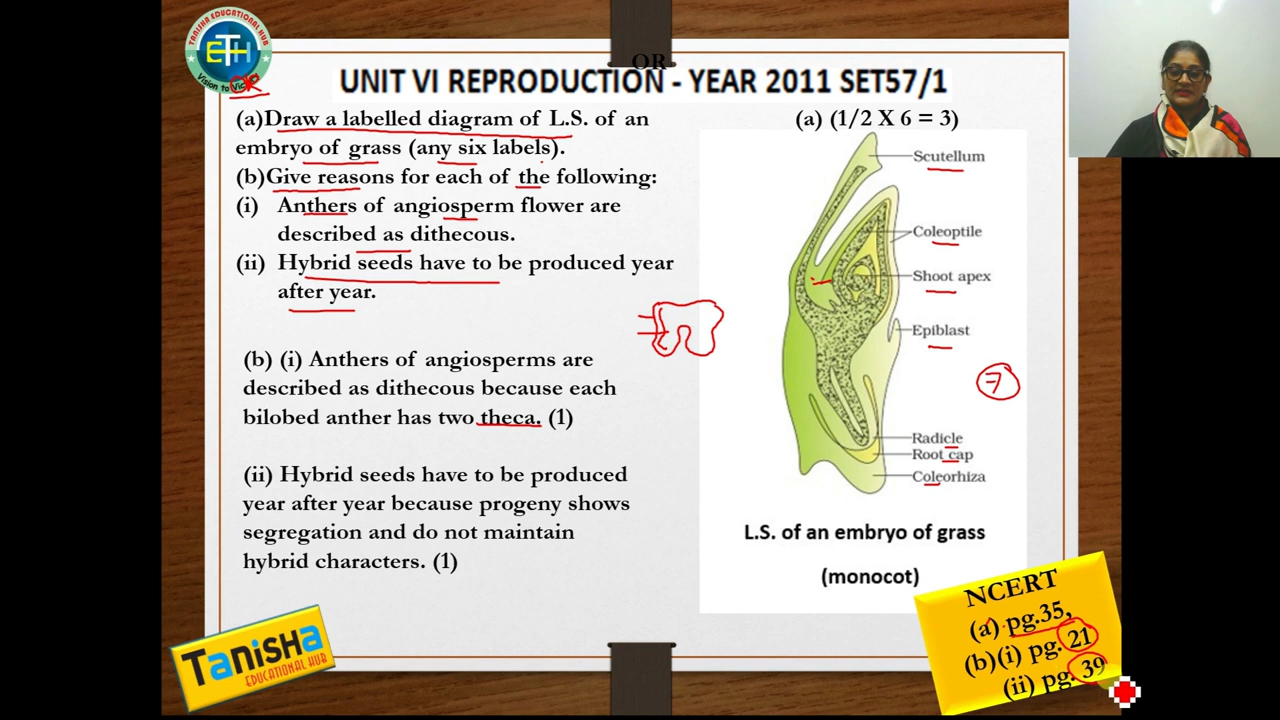 TANISHA EDUCATIONAL HUB
ETH
OR
UNIT VI REPRODUCTION - YEAR 2011 SET57/1
(a)Draw a labelled diagram of L.S. of an
embryo of grass (any six labels).
(b)Give reasons for each of the following:
(i) Anthers of angiosperm flower are
described as dithecous.
(ii) Hybrid seeds have to be produced year
after year.
(b) (i) Anthers of angiosperms are
described as dithecous because each
bilobed anther has two theca. (1)
(ii) Hybrid seeds have to be produced
year after year because progeny shows
segregation and do not maintain
hybrid characters. (1)
(a) (1/2 X 6 = 3)
Scutellum
Coleoptile
Shoot apex
Epiblast
7
Radicle
Root cap
Coleorhiza
L.S. of an embryo of grass
(monocot)
NCERT
(a) pg.35,
(b)(i) pg. 21
(ii) pg. 39
TanisHa
EDUCATIONAL HUB